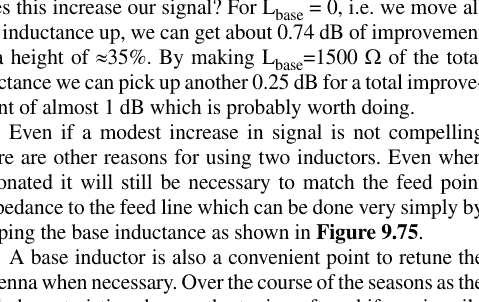 es this increase our signal? For Lbase = 0, i.e. we move al
inductance up, we can get about 0.74 dB of improvemen
a height of ≈35%. By making Lbase=1500 Ω of the tota
ctance we can pick up another 0.25 dB for a total improve-
nt of almost 1 dB which is probably worth doing.
Even if a modest increase in signal is not compelling
re are other reasons for using two inductors. Even when
onated it will still be necessary to match the feed point
pedance to the feed line which can be done very simply by
ping the base inductance as shown in Figure 9.75.
A base inductor is also a convenient point to retune the
enna when necessary. Over the course of the seasons as the